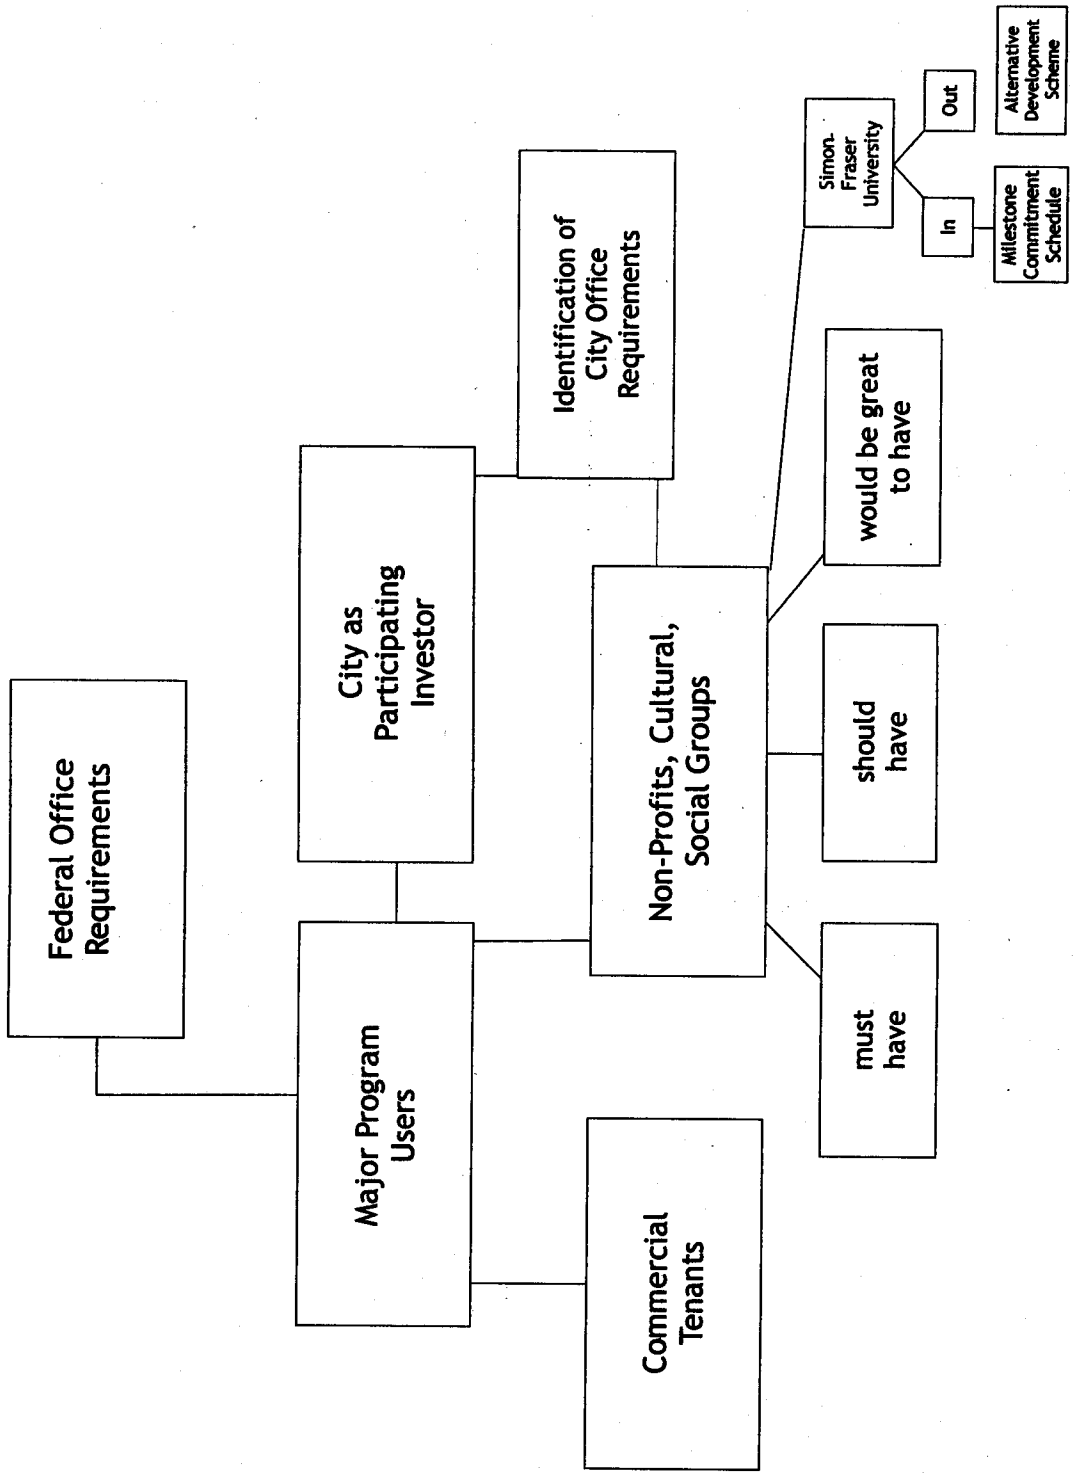 Federal Office
Requirements
Major Program
Users
City as
Participating
Investor
Identification of
City Office
Requirements
Commercial
Tenants
Non-Profits, Cultural,
Social Groups
must
have
should
have
would be great
to have
Simon-
Fraser
University
In
Out
Milestone
Commitment
Schedule
Alternative
Development
Scheme